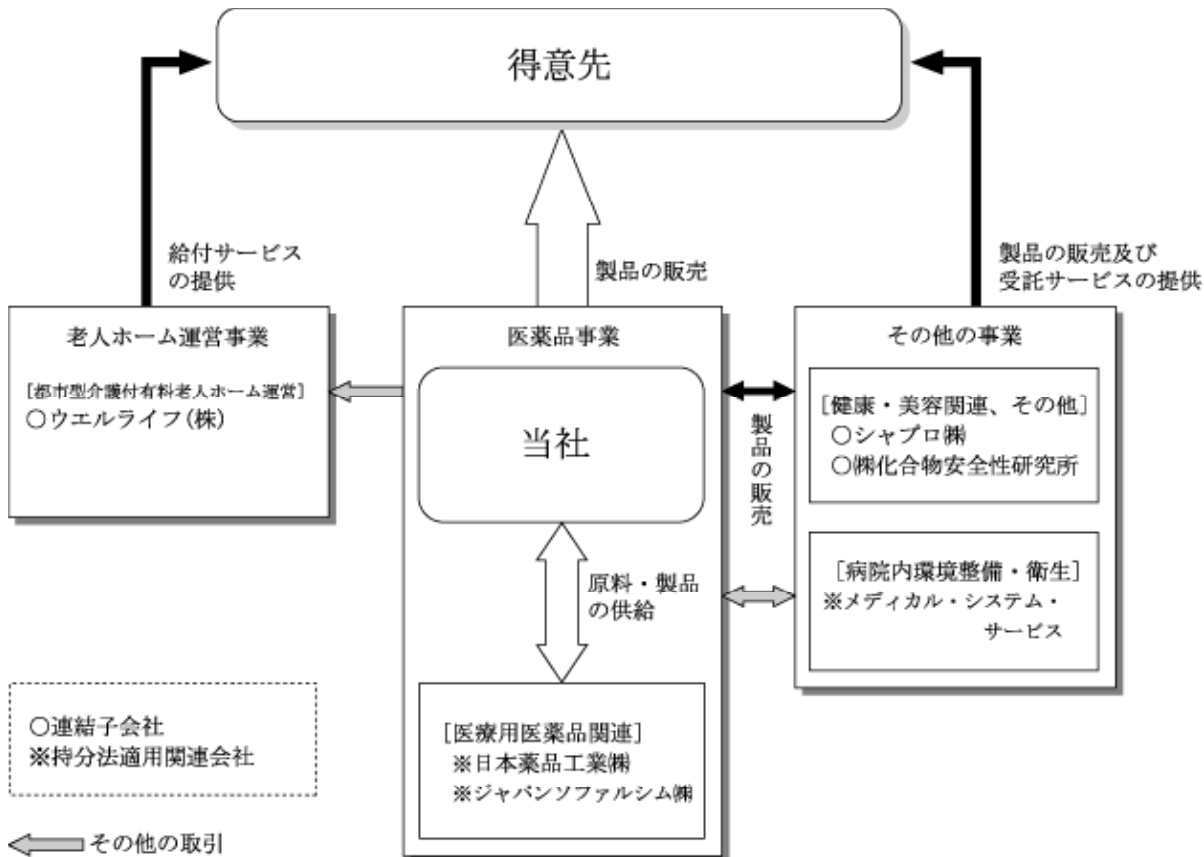 得意先
給付サービス
の提供
製品の販売
製品の販売及び
受託サービスの提供
老人ホーム運営事業
[都市型介護付有料老人ホーム運営]
○ウエルライフ(株)
医薬品事業
当社
原料・製品
の供給
[医療用医薬品関連]
※日本薬品工業㈱
※ジャパンソファルシム㈱
製品の販売
その他の事業
[健康・美容関連、その他]
○シャプロ㈱
○㈱化合物安全性研究所
[病院内環境整備・衛生]
※メディカル・システム・
サービス
○連結子会社
※持分法適用関連会社
その他の取引